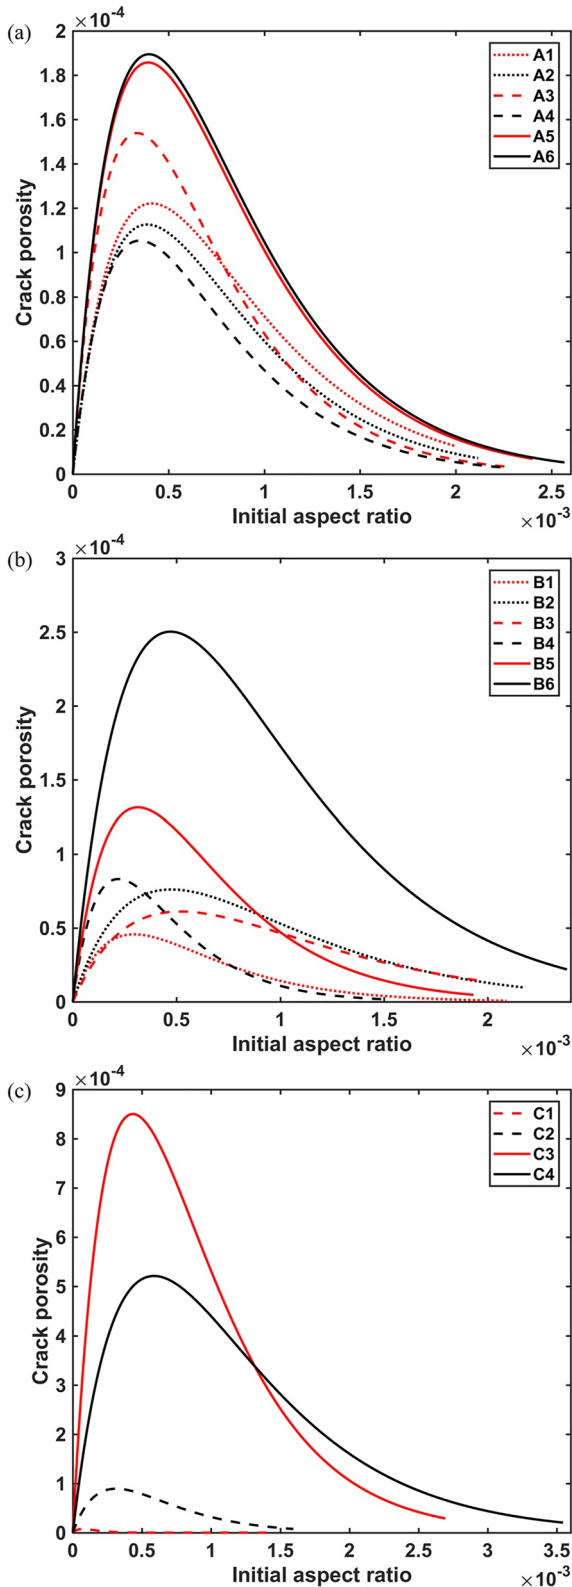 (a)
×10⁻⁴
2
1.8
1.6
1.4
1.2
1
0.8
0.6
0.4
0.2
0
Crack porosity
A1
A2
A3
A4
A5
A6
0 0.5 1 1.5 2 2.5
Initial aspect ratio
×10⁻³
(b)
×10⁻⁴
3
2.5
2
1.5
1
0.5
0
Crack porosity
B1
B2
B3
B4
B5
B6
0 0.5 1 1.5 2
Initial aspect ratio
×10⁻³
(c)
×10⁻⁴
9
8
7
6
5
4
3
2
1
0
Crack porosity
C1
C2
C3
C4
0 0.5 1 1.5 2 2.5 3 3.5
Initial aspect ratio
×10⁻³